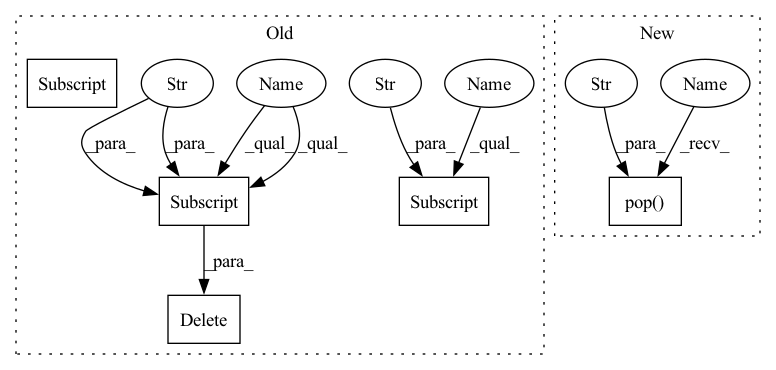 Old
New
Subscript
Str
Name
Str
Name
Str
Name
_para_
_para_
_qual_
_qual_
_para_
_qual_
_para_
_recv_
Subscript
Subscript
pop()
_para_
Delete